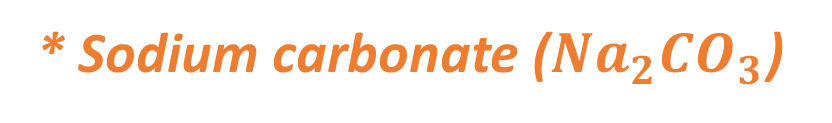 * Sodium carbonate (Na₂CO₃)